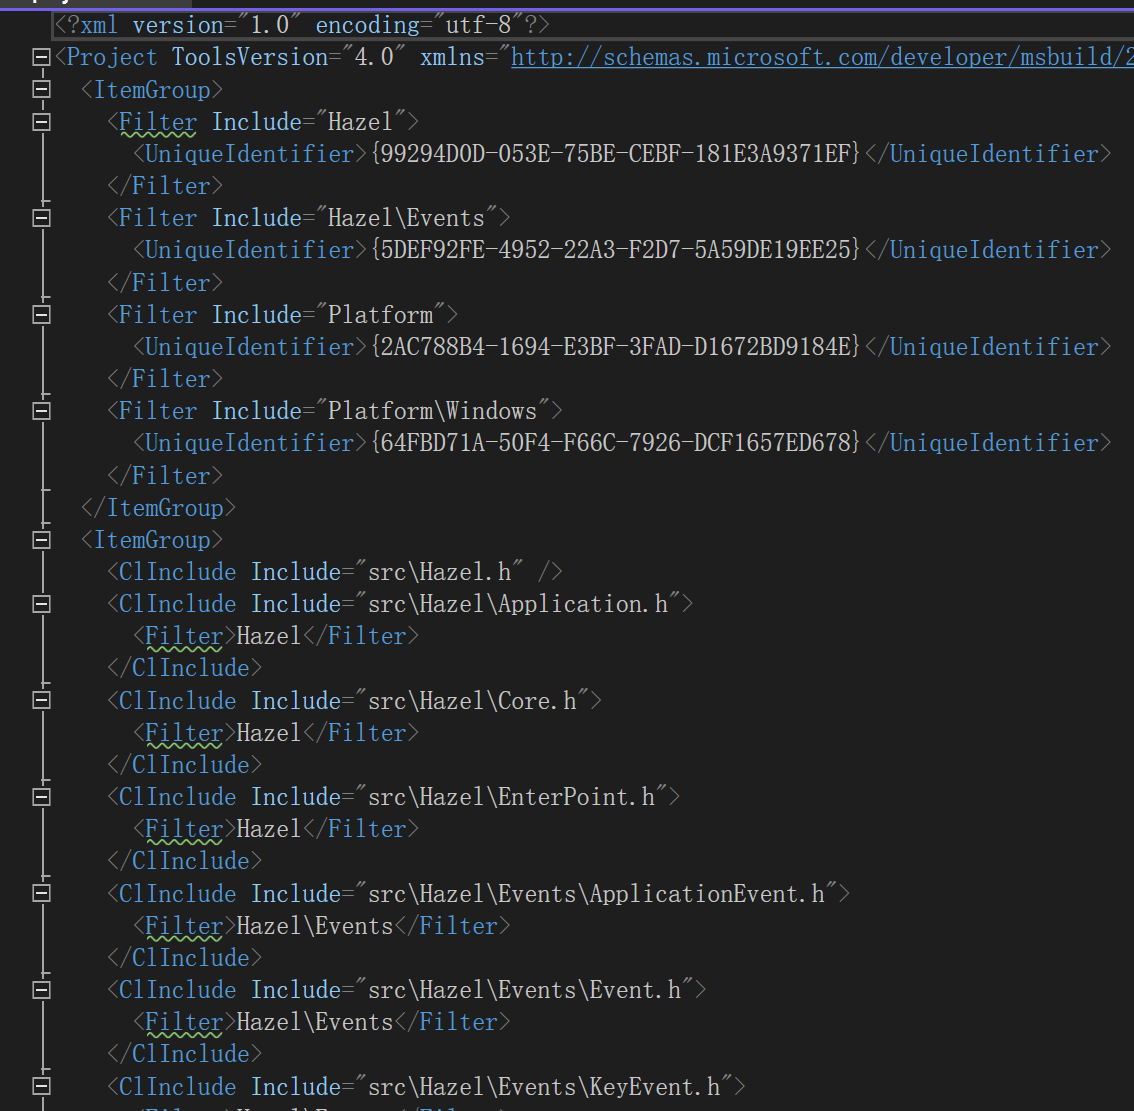 <?xml version="1.0" encoding="utf-8"?>
<Project ToolsVersion="4.0" xmlns="http://schemas.microsoft.com/developer/msbuild/2
<ItemGroup>
<Filter Include="Hazel">
<UniqueIdentifier>{99294D0D-053E-75BE-CEBF-181E3A9371EF}</UniqueIdentifier>
</Filter>
<Filter Include="Hazel\Events">
<UniqueIdentifier>{5DEF92FE-4952-22A3-F2D7-5A59DE19EE25}</UniqueIdentifier>
</Filter>
<Filter Include="Platform">
<UniqueIdentifier>{2AC788B4-1694-E3BF-3FAD-D1672BD9184E}</UniqueIdentifier>
</Filter>
<Filter Include="Platform\Windows">
<UniqueIdentifier>{64FBD71A-50F4-F66C-7926-DCF1657ED678}</UniqueIdentifier>
</Filter>
</ItemGroup>
<ItemGroup>
<ClInclude Include="src\Hazel.h" />
<ClInclude Include="src\Hazel\Application.h">
<Filter>Hazel</Filter>
</ClInclude>
<ClInclude Include="src\Hazel\Core.h">
<Filter>Hazel</Filter>
</ClInclude>
<ClInclude Include="src\Hazel\EnterPoint.h">
<Filter>Hazel</Filter>
</ClInclude>
<ClInclude Include="src\Hazel\Events\ApplicationEvent.h">
<Filter>Hazel\Events</Filter>
</ClInclude>
<ClInclude Include="src\Hazel\Events\Event.h">
<Filter>Hazel\Events</Filter>
</ClInclude>
<ClInclude Include="src\Hazel\Events\KeyEvent.h">